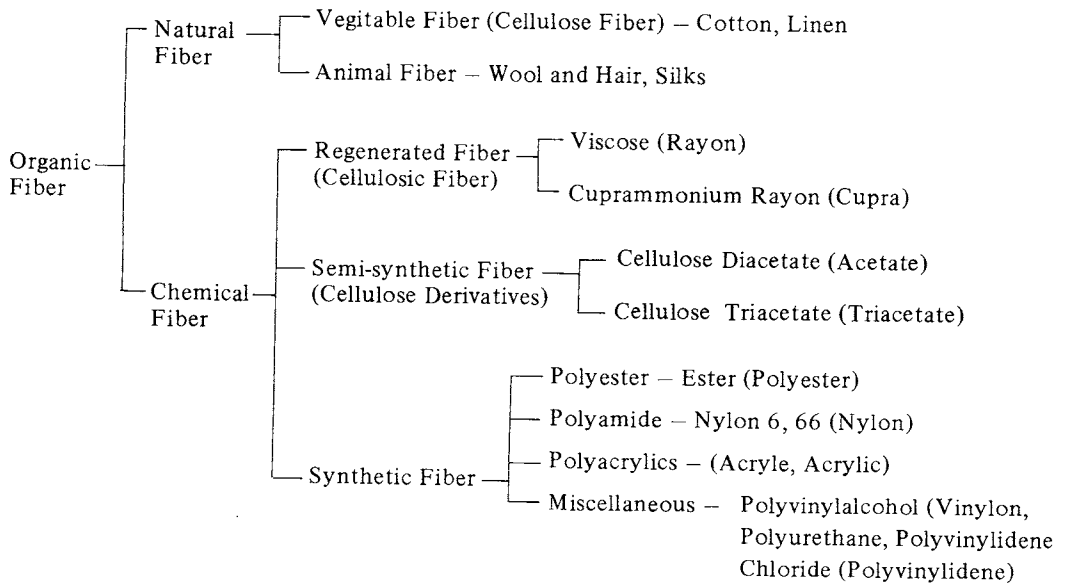 Natural
Fiber
Vegitable Fiber (Cellulose Fiber) – Cotton, Linen
Animal Fiber – Wool and Hair, Silks
Organic
Fiber
Chemical
Fiber
Regenerated Fiber
(Cellulosic Fiber)
Viscose (Rayon)
Cuprammonium Rayon (Cupra)
Semi-synthetic Fiber
(Cellulose Derivatives)
Cellulose Diacetate (Acetate)
Cellulose Triacetate (Triacetate)
Synthetic Fiber
Polyester – Ester (Polyester)
Polyamide – Nylon 6, 66 (Nylon)
Polyacrylics – (Acryle, Acrylic)
Miscellaneous – Polyvinylalcohol (Vinylon,
Polyurethane, Polyvinylidene
Chloride (Polyvinylidene)